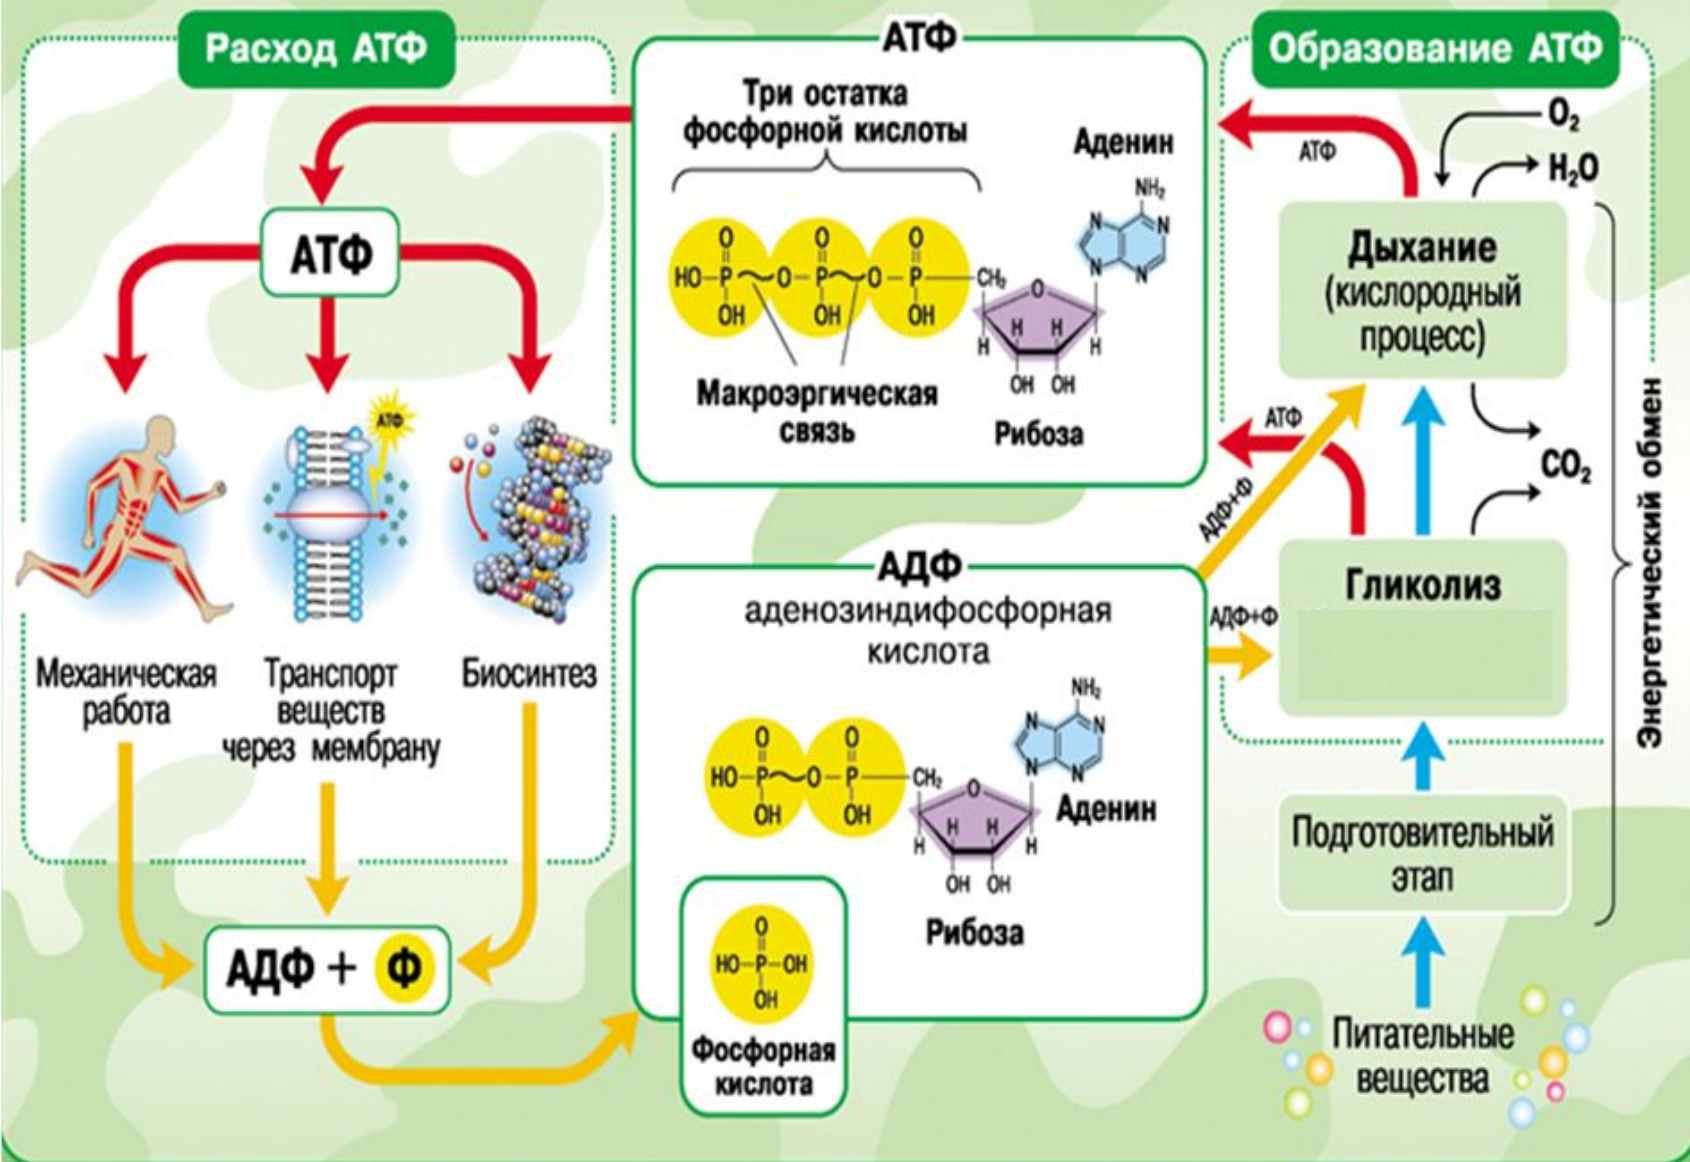 Расход АТФ
АТФ
Механическая
работа
АТФ
Транспорт
веществ
через мембрану
Биосинтез
АДФ + Ф
АТФ
Три остатка
фосфорной кислоты
Аденин
NH₂
N
N
N
N
O
O
O
HO–P~O–P~O–P–CH₂
OH
OH
OH
O
H
H
H
H
OH
OH
Макроэргическая
связь
Рибоза
АДФ
аденозиндифосфорная
кислота
NH₂
N
N
N
N
O
O
HO–P~O–P–CH₂
OH
OH
O
H
H
H
H
OH
OH
Аденин
Рибоза
O
HO–P–OH
OH
Фосфорная
кислота
Образование АТФ
O₂
АТФ
H₂O
Дыхание
(кислородный
процесс)
АТФ
CO₂
АДФ+Ф
Гликолиз
АДФ+Ф
Подготовительный
этап
Питательные
вещества
Энергетический обмен